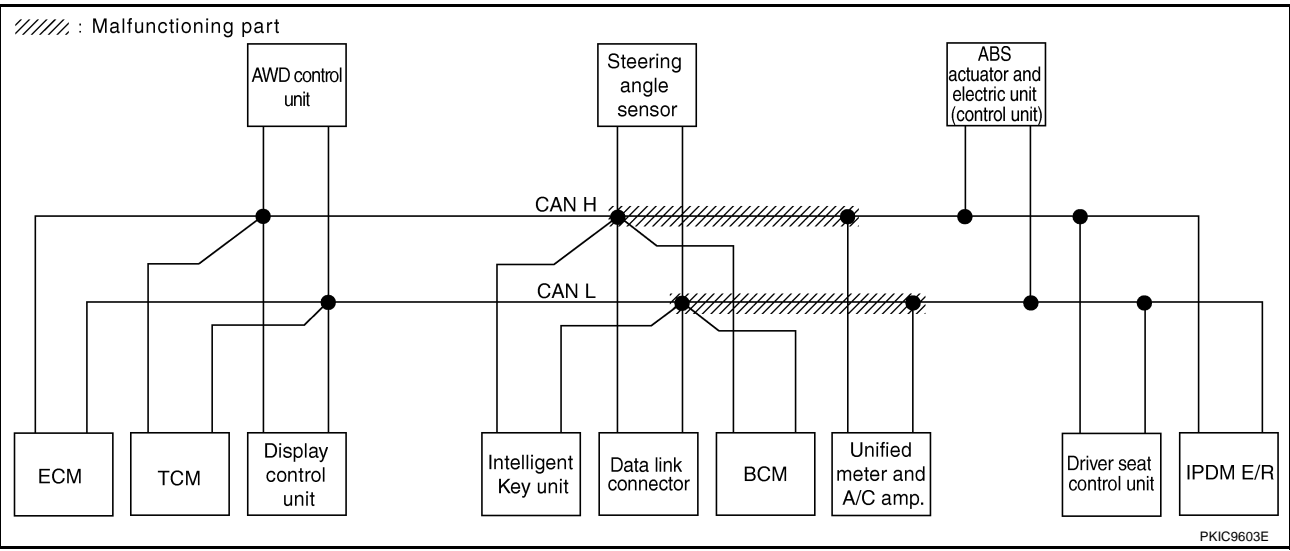 : Malfunctioning part
AWD control
unit
Steering
angle
sensor
ABS
actuator and
electric unit
(control unit)
CAN H
CAN L
ECM
TCM
Display
control
unit
Intelligent
Key unit
Data link
connector
BCM
Unified
meter and
A/C amp.
Driver seat
control unit
IPDM E/R
PKIC9603E